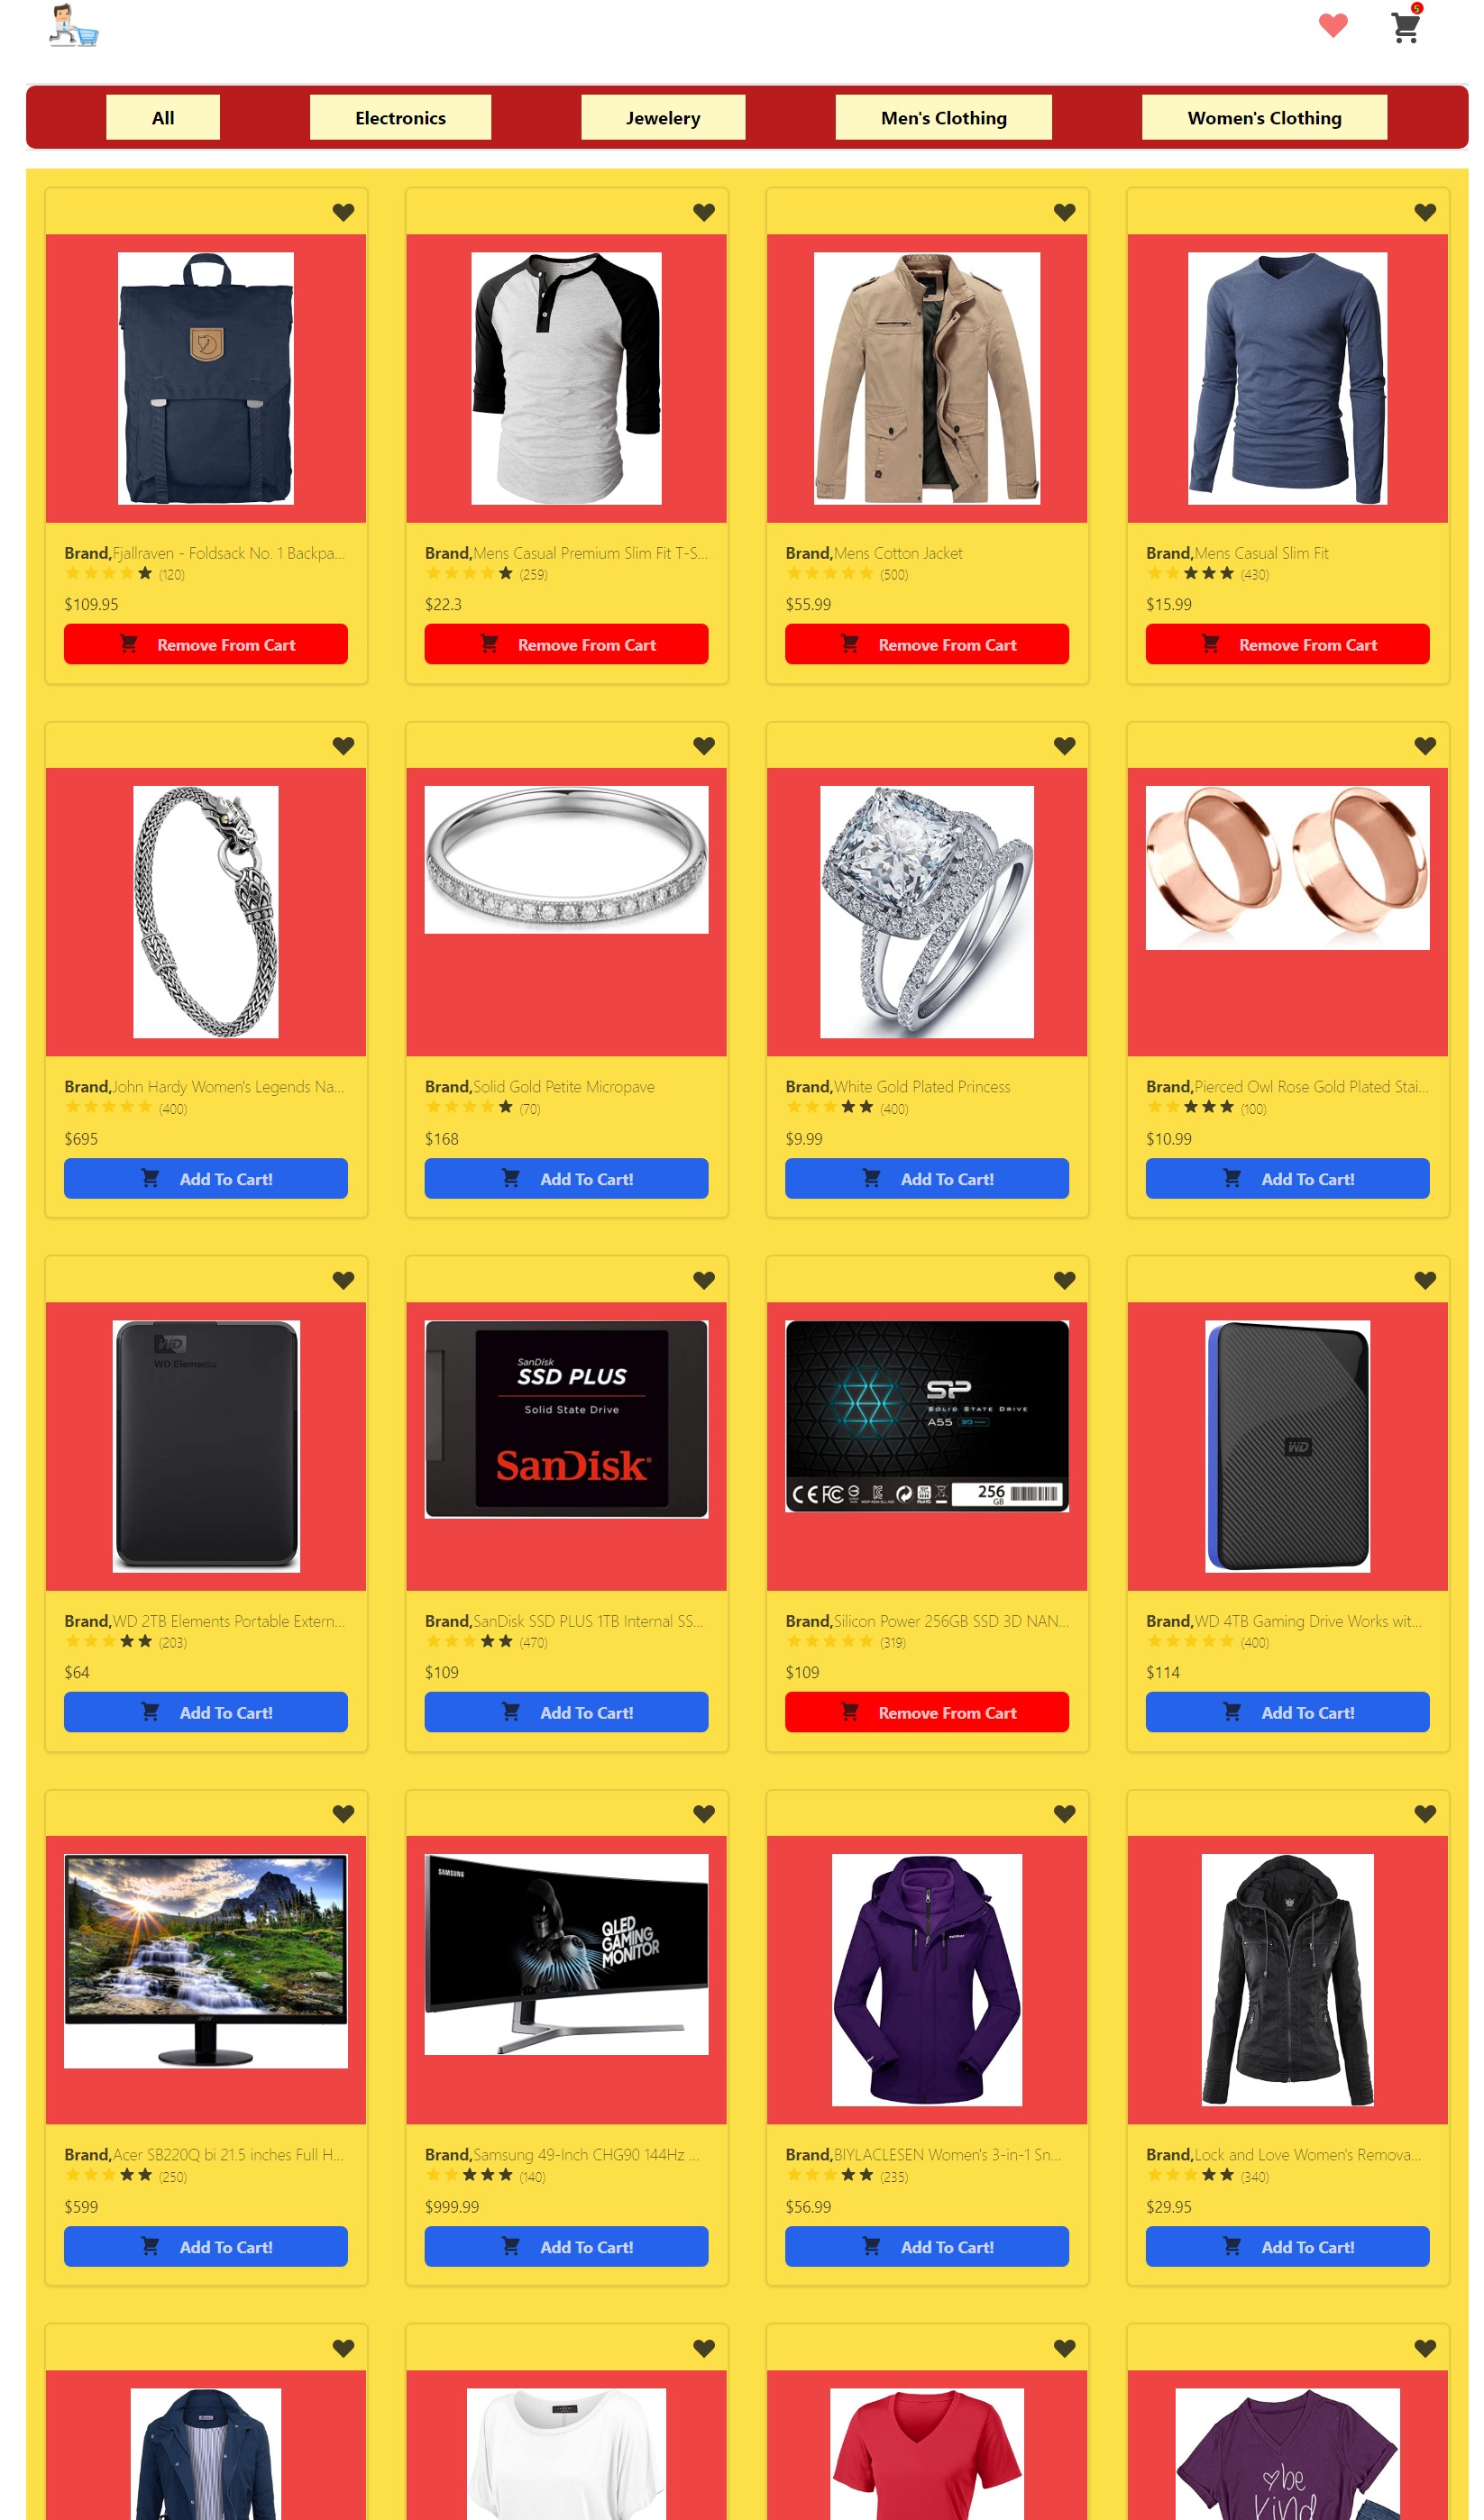 5
All
Electronics
Jewelery
Men's Clothing
Women's Clothing
Brand,Fjallraven - Foldsack No. 1 Backpa...
(120)
$109.95
Remove From Cart
Brand,Mens Casual Premium Slim Fit T-S...
(259)
$22.3
Remove From Cart
Brand,Mens Cotton Jacket
(500)
$55.99
Remove From Cart
Brand,Mens Casual Slim Fit
(430)
$15.99
Remove From Cart
Brand,John Hardy Women's Legends Na...
(400)
$695
Add To Cart!
Brand,Solid Gold Petite Micropave
(70)
$168
Add To Cart!
Brand,White Gold Plated Princess
(400)
$9.99
Add To Cart!
Brand,Pierced Owl Rose Gold Plated Stai...
(100)
$10.99
Add To Cart!
WD
WD Elements
Brand,WD 2TB Elements Portable Extern...
(203)
$64
Add To Cart!
SanDisk
SSD PLUS
Solid State Drive
SanDisk
Brand,SanDisk SSD PLUS 1TB Internal SS...
(470)
$109
Add To Cart!
SP
SOLID STATE DRIVE
A55
CE FC
256
GB
Brand,Silicon Power 256GB SSD 3D NAN...
(319)
$109
Remove From Cart
WD
Brand,WD 4TB Gaming Drive Works wit...
(400)
$114
Add To Cart!
acer
Brand,Acer SB220Q bi 21.5 inches Full H...
(250)
$599
Add To Cart!
SAMSUNG
QLED
GAMING
MONITOR
Brand,Samsung 49-Inch CHG90 144Hz ...
(140)
$999.99
Add To Cart!
Brand,BIYLACLESEN Women's 3-in-1 Sn...
(235)
$56.99
Add To Cart!
Brand,Lock and Love Women's Remova...
(340)
$29.95
Add To Cart!
be
kind